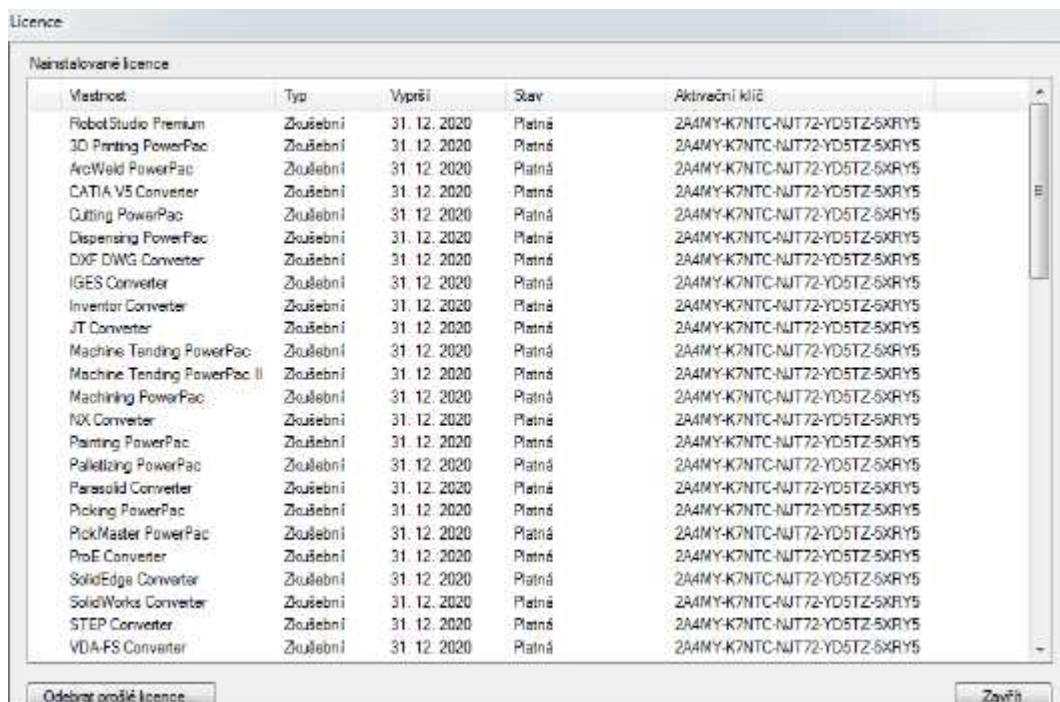 Licence
Nainstalované licence
Vlastnost Typ Vyprší Stav Aktivační klíč
RobotStudio Premium Zkušební 31. 12. 2020 Platná 2A4MY-K7NTC-NJT72-YD5TZ-5XRY5
3D Printing PowerPac Zkušební 31. 12. 2020 Platná 2A4MY-K7NTC-NJT72-YD5TZ-5XRY5
ArcWeld PowerPac Zkušební 31. 12. 2020 Platná 2A4MY-K7NTC-NJT72-YD5TZ-5XRY5
CATIA V5 Converter Zkušební 31. 12. 2020 Platná 2A4MY-K7NTC-NJT72-YD5TZ-5XRY5
Cutting PowerPac Zkušební 31. 12. 2020 Platná 2A4MY-K7NTC-NJT72-YD5TZ-5XRY5
Dispensing PowerPac Zkušební 31. 12. 2020 Platná 2A4MY-K7NTC-NJT72-YD5TZ-5XRY5
DXF DWG Converter Zkušební 31. 12. 2020 Platná 2A4MY-K7NTC-NJT72-YD5TZ-5XRY5
IGES Converter Zkušební 31. 12. 2020 Platná 2A4MY-K7NTC-NJT72-YD5TZ-5XRY5
Inventor Converter Zkušební 31. 12. 2020 Platná 2A4MY-K7NTC-NJT72-YD5TZ-5XRY5
JT Converter Zkušební 31. 12. 2020 Platná 2A4MY-K7NTC-NJT72-YD5TZ-5XRY5
Machine Tending PowerPac Zkušební 31. 12. 2020 Platná 2A4MY-K7NTC-NJT72-YD5TZ-5XRY5
Machine Tending PowerPac II Zkušební 31. 12. 2020 Platná 2A4MY-K7NTC-NJT72-YD5TZ-5XRY5
Machining PowerPac Zkušební 31. 12. 2020 Platná 2A4MY-K7NTC-NJT72-YD5TZ-5XRY5
NX Converter Zkušební 31. 12. 2020 Platná 2A4MY-K7NTC-NJT72-YD5TZ-5XRY5
Painting PowerPac Zkušební 31. 12. 2020 Platná 2A4MY-K7NTC-NJT72-YD5TZ-5XRY5
Palletizing PowerPac Zkušební 31. 12. 2020 Platná 2A4MY-K7NTC-NJT72-YD5TZ-5XRY5
Parasolid Converter Zkušební 31. 12. 2020 Platná 2A4MY-K7NTC-NJT72-YD5TZ-5XRY5
Picking PowerPac Zkušební 31. 12. 2020 Platná 2A4MY-K7NTC-NJT72-YD5TZ-5XRY5
PickMaster PowerPac Zkušební 31. 12. 2020 Platná 2A4MY-K7NTC-NJT72-YD5TZ-5XRY5
ProE Converter Zkušební 31. 12. 2020 Platná 2A4MY-K7NTC-NJT72-YD5TZ-5XRY5
SolidEdge Converter Zkušební 31. 12. 2020 Platná 2A4MY-K7NTC-NJT72-YD5TZ-5XRY5
SolidWorks Converter Zkušební 31. 12. 2020 Platná 2A4MY-K7NTC-NJT72-YD5TZ-5XRY5
STEP Converter Zkušební 31. 12. 2020 Platná 2A4MY-K7NTC-NJT72-YD5TZ-5XRY5
VDA-FS Converter Zkušební 31. 12. 2020 Platná 2A4MY-K7NTC-NJT72-YD5TZ-5XRY5
Odebrat prošlé licence... Zavřít